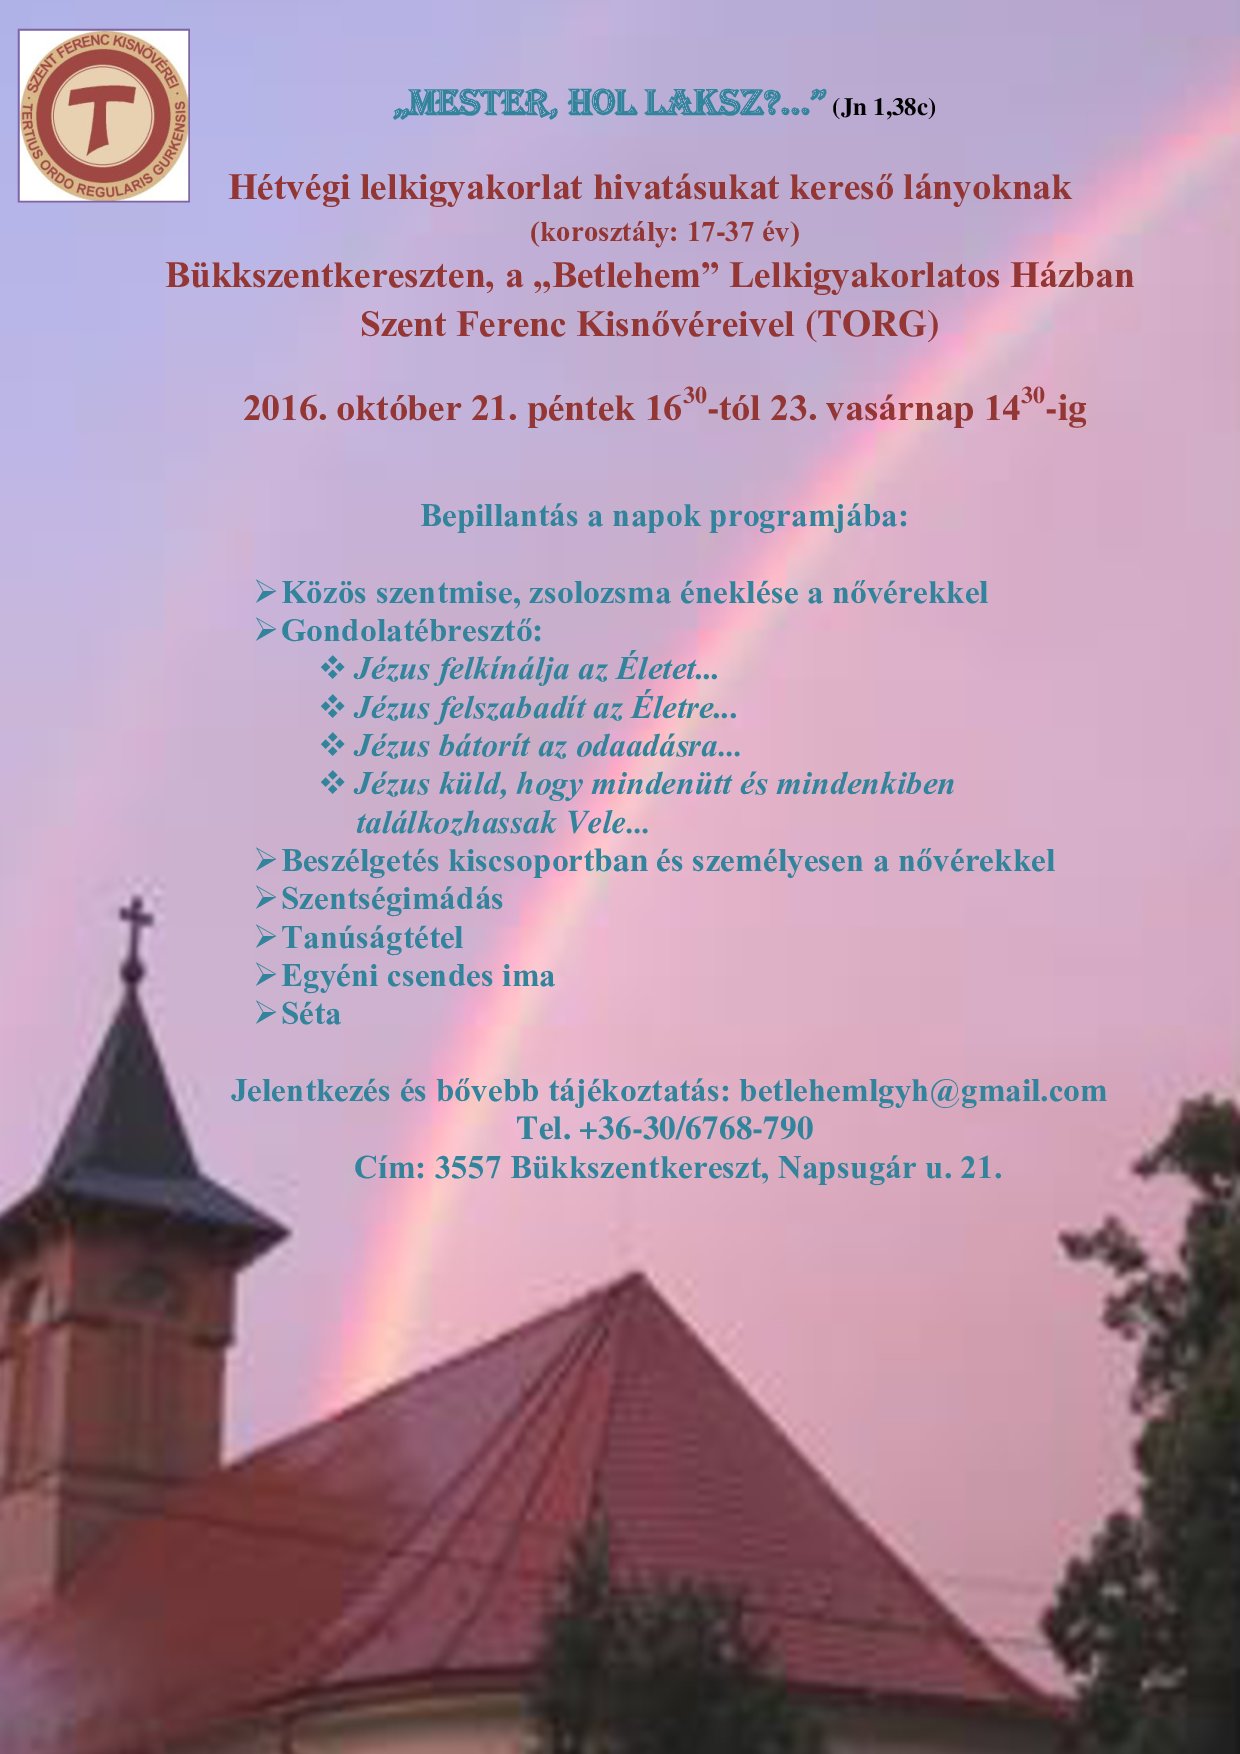 SZENT FERENC KISNŐVÉREI · TERTIUS ORDO REGULARIS GURKENSIS ·
T
„MESTER, HOL LAKSZ?...” (Jn 1,38c)
Hétvégi lelkigyakorlat hivatásukat kereső lányoknak
(korosztály: 17-37 év)
Bükkszentkereszten, a „Betlehem” Lelkigyakorlatos Házban
Szent Ferenc Kisnővéreivel (TORG)
2016. október 21. péntek 16³⁰-tól 23. vasárnap 14³⁰-ig
Bepillantás a napok programjába:
➢ Közös szentmise, zsolozsma éneklése a nővérekkel
➢ Gondolatébresztő:
❖ Jézus felkínálja az Életet...
❖ Jézus felszabadít az Életre...
❖ Jézus bátorít az odaadásra...
❖ Jézus küld, hogy mindenütt és mindenkiben
találkozhassak Vele...
➢ Beszélgetés kiscsoportban és személyesen a nővérekkel
➢ Szentségimádás
➢ Tanúságtétel
➢ Egyéni csendes ima
➢ Séta
Jelentkezés és bővebb tájékoztatás: betlehemlgyh@gmail.com
Tel. +36-30/6768-790
Cím: 3557 Bükkszentkereszt, Napsugár u. 21.